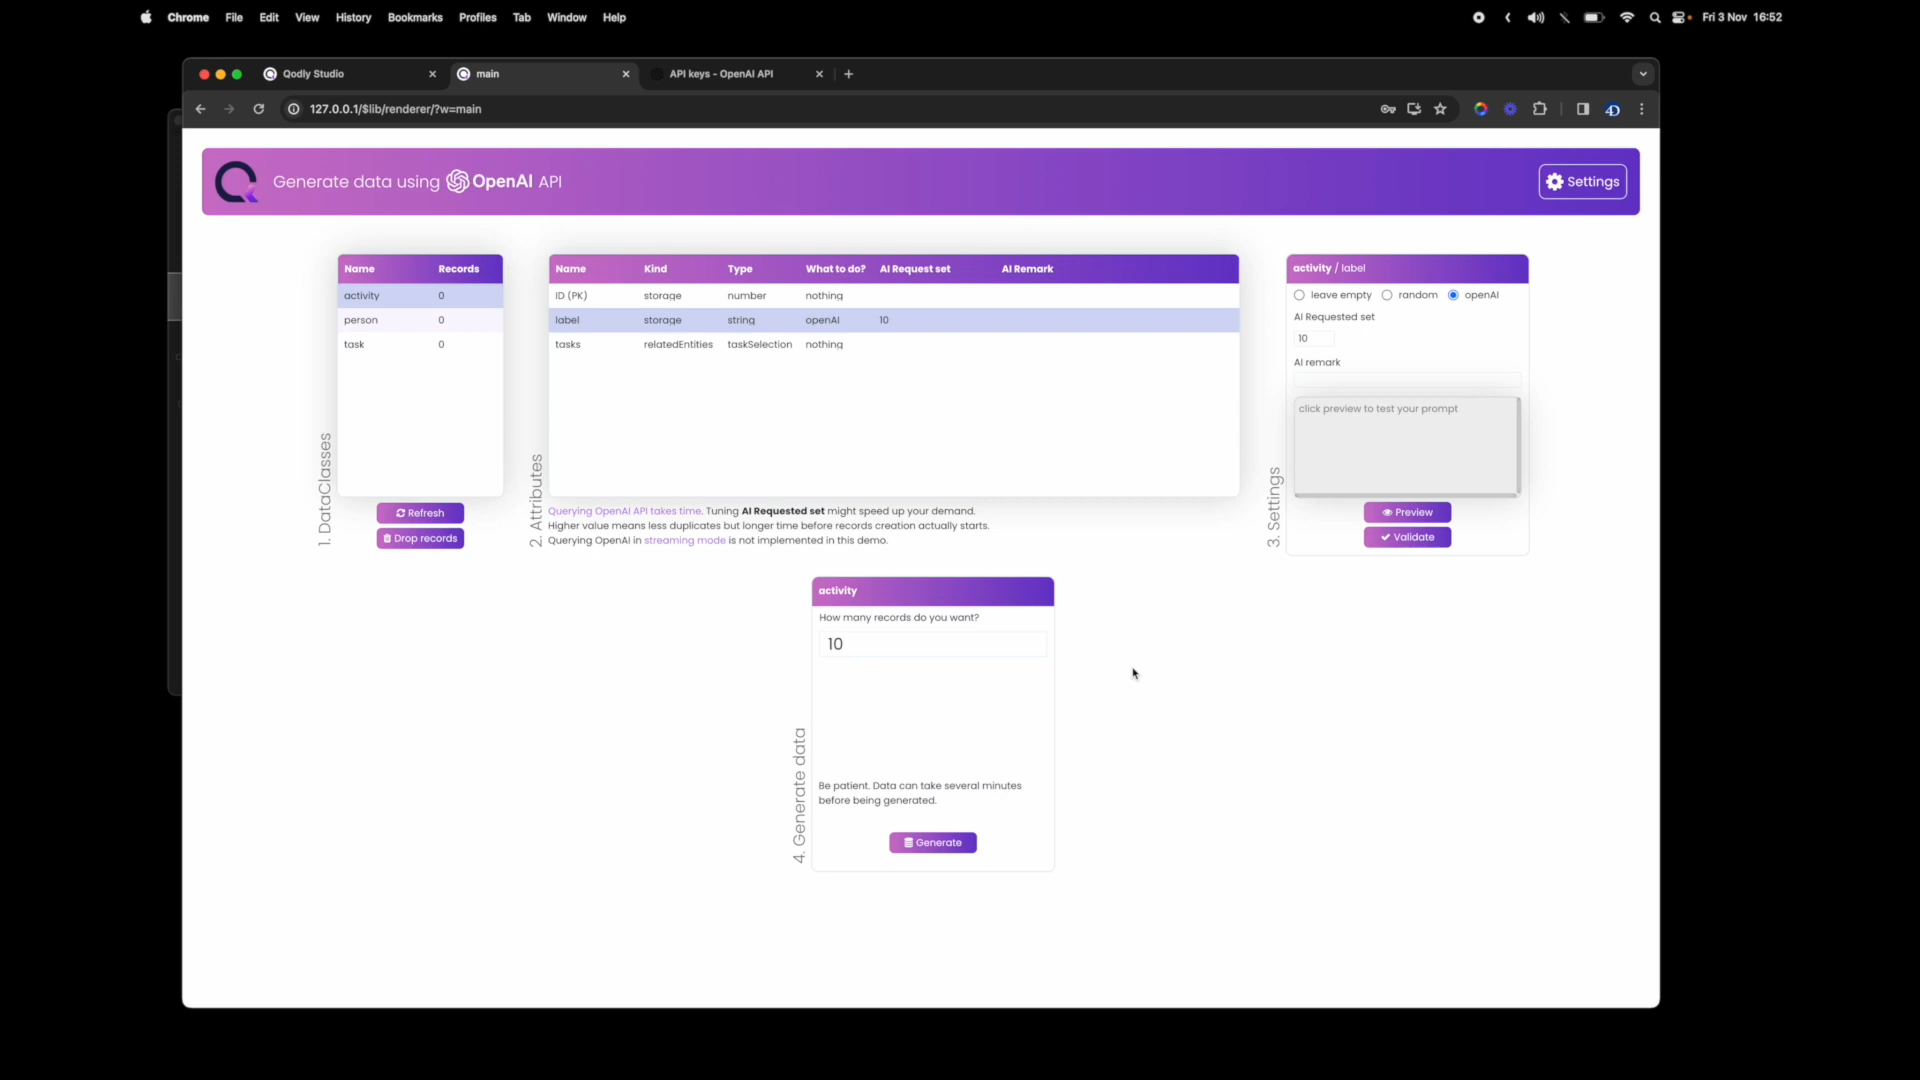 Chrome File Edit View History Bookmarks Profiles Tab Window Help
Fri 3 Nov 16:52
Qodly Studio
main
API keys - OpenAI API
127.0.0.1/$lib/renderer/?w=main
4D
Generate data using OpenAI API
Settings
1. DataClasses
Name Records
activity 0
person 0
task 0
Refresh
Drop records
2. Attributes
Name Kind Type What to do? AI Request set AI Remark
ID (PK) storage number nothing
label storage string openAI 10
tasks relatedEntities taskSelection nothing
Querying OpenAI API takes time. Tuning AI Requested set might speed up your demand.
Higher value means less duplicates but longer time before records creation actually starts.
Querying OpenAI in streaming mode is not implemented in this demo.
3. Settings
activity / label
leave empty random openAI
AI Requested set
10
AI remark
click preview to test your prompt
Preview
Validate
4. Generate data
activity
How many records do you want?
10
Be patient. Data can take several minutes
before being generated.
Generate